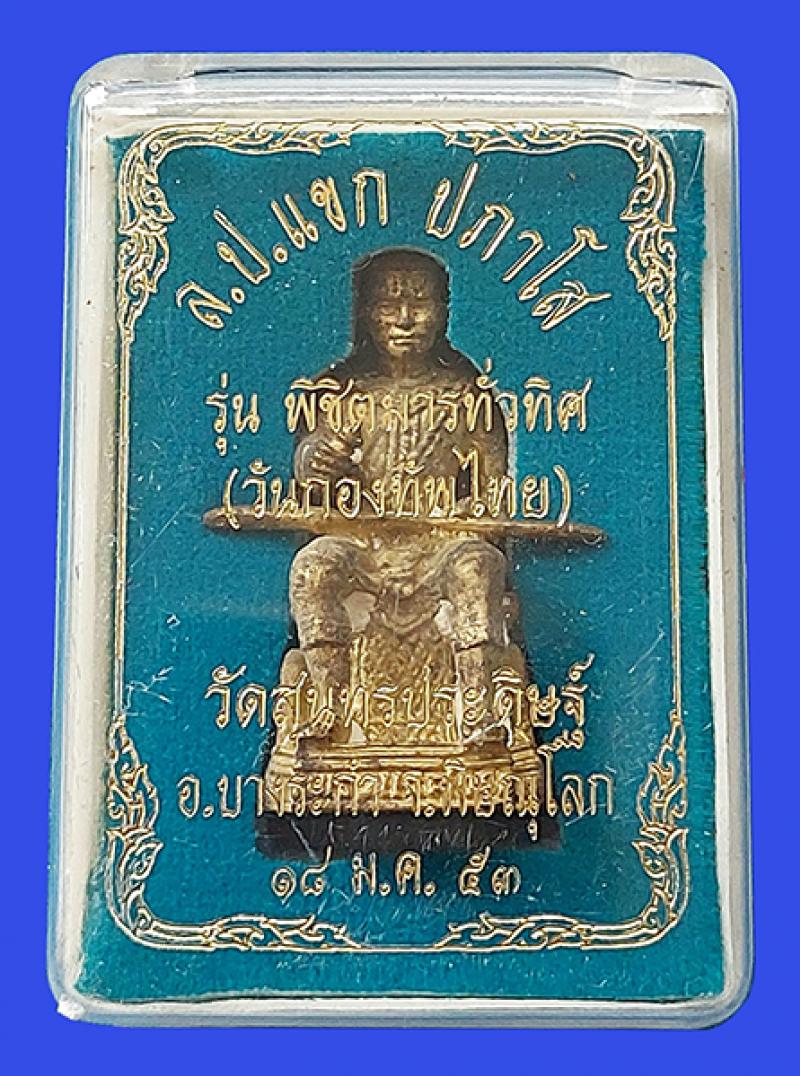 ล.ป.แขก ปภาโส
รุ่น พิชิตมารทั่วทิศ
(วันกองทัพไทย)
วัดสุนทรประดิษฐ์
อ.บางระกำ จ.พิษณุโลก
๑๘ ม.ค. ๕๓